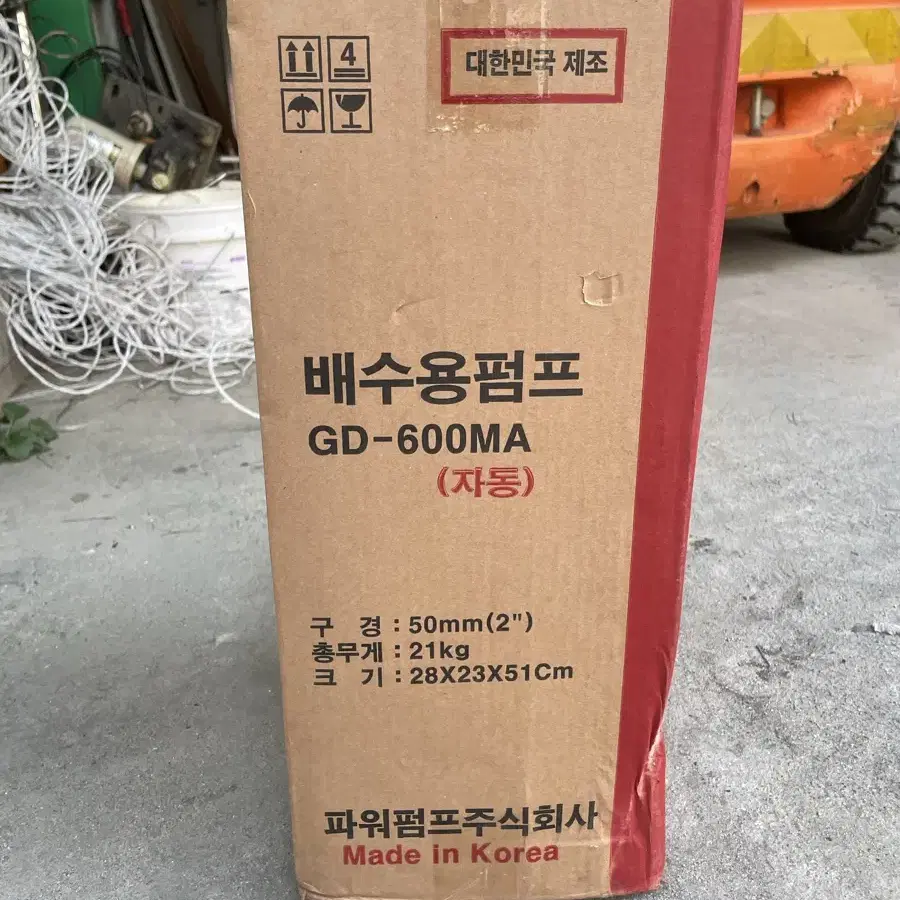 4
대한민국 제조
배수용펌프
GD-600MA
(자동)
구 경 : 50mm(2")
총무게 : 21kg
크 기 : 28X23X51Cm
파워펌프주식회사
Made in Korea